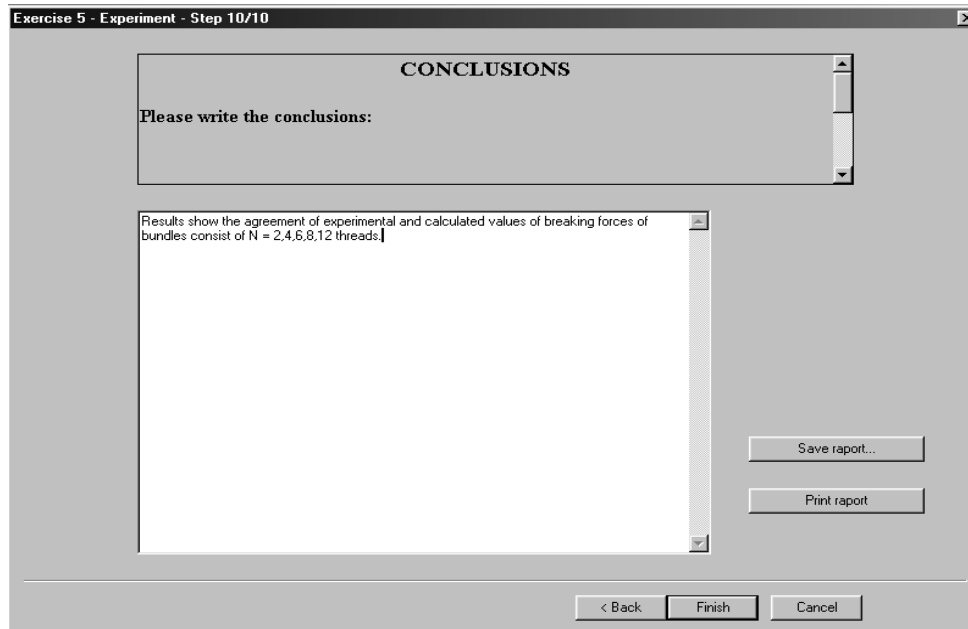 Exercise 5 - Experiment - Step 10/10
CONCLUSIONS
Please write the conclusions:
Results show the agreement of experimental and calculated values of breaking forces of
bundles consist of N = 2,4,6,8,12 threads.
Save raport...
Print raport
< Back
Finish
Cancel